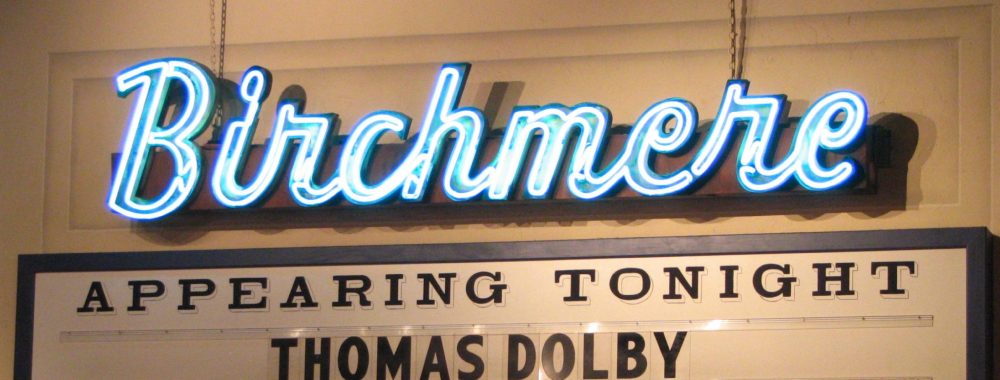 Birchmere
APPEARING TONIGHT
THOMAS DOLBY